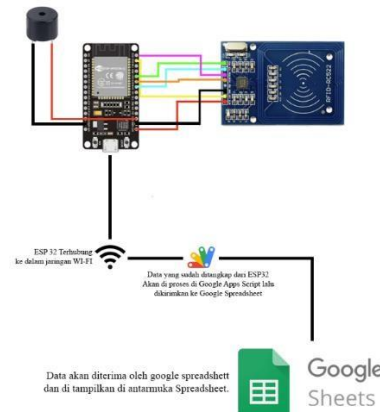 RFID-RC522
ESP 32 Terhubung
ke dalam jaringan WI-FI
Data yang sudah ditangkap dari ESP32
Akan di proses di Google Apps Script lalu
dikirimkan ke Google Spreadsheet
Data akan diterima oleh google spreadshett
dan di tampilkan di antarmuka Spreadsheet.
Google
Sheets